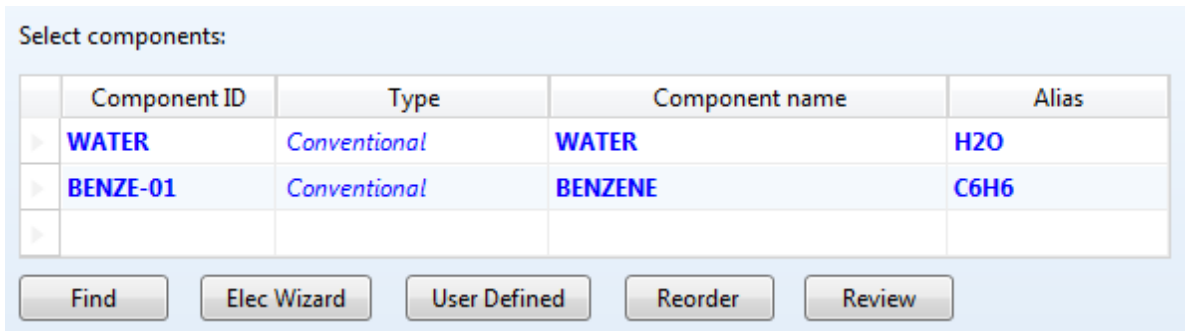 Select components:
Component ID Type Component name Alias
WATER Conventional WATER H2O
BENZE-01 Conventional BENZENE C6H6
Find Elec Wizard User Defined Reorder Review